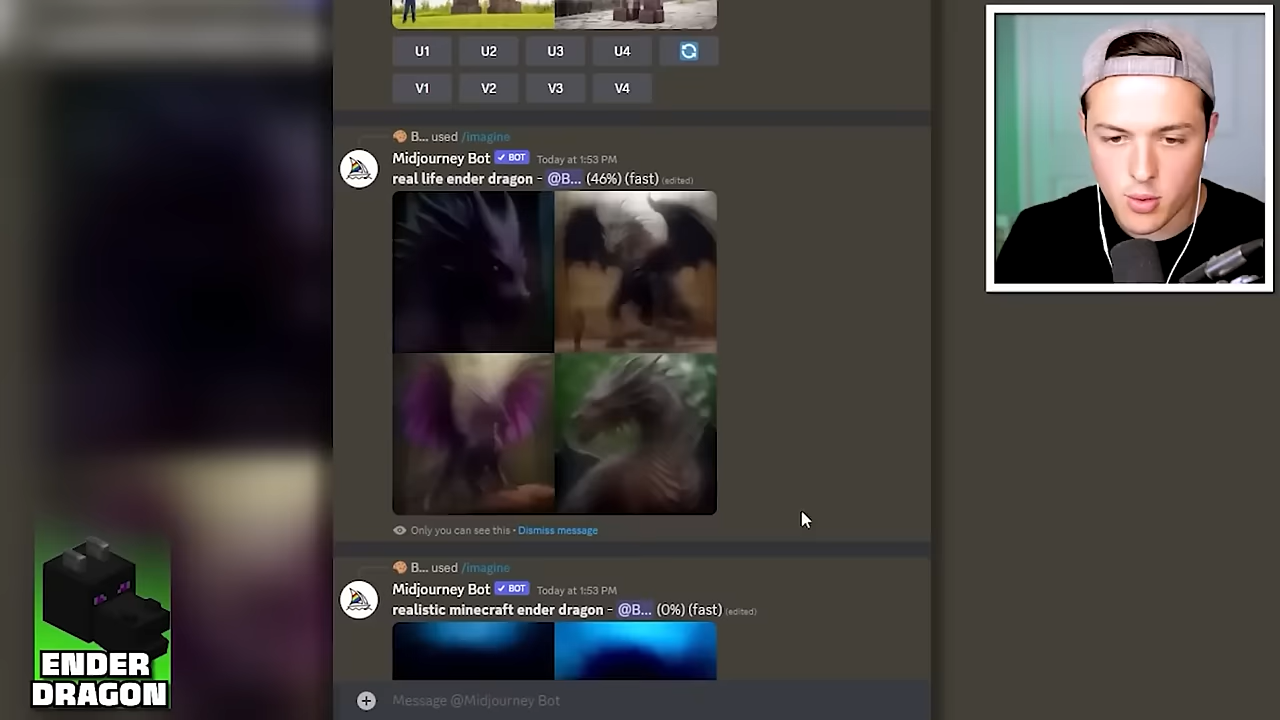 U1 U2 U3 U4
V1 V2 V3 V4
B... used /imagine
Midjourney Bot BOT Today at 1:53 PM
real life ender dragon - @B... (46%) (fast) (edited)
Only you can see this • Dismiss message
B... used /imagine
Midjourney Bot BOT Today at 1:53 PM
realistic minecraft ender dragon - @B... (0%) (fast) (edited)
Message @Midjourney Bot
ENDER
DRAGON